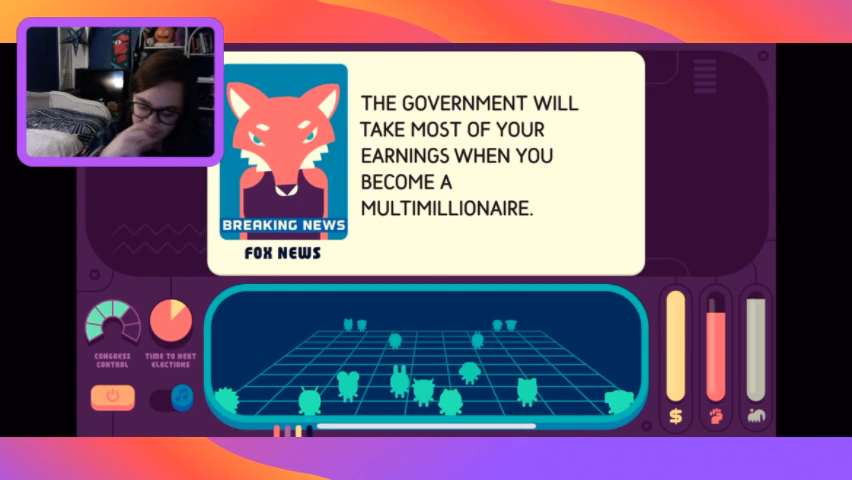 THE GOVERNMENT WILL
TAKE MOST OF YOUR
EARNINGS WHEN YOU
BECOME A
MULTIMILLIONAIRE.
BREAKING NEWS
FOX NEWS
CONGRESS
CONTROL
TIME TO NEXT
ELECTIONS
$